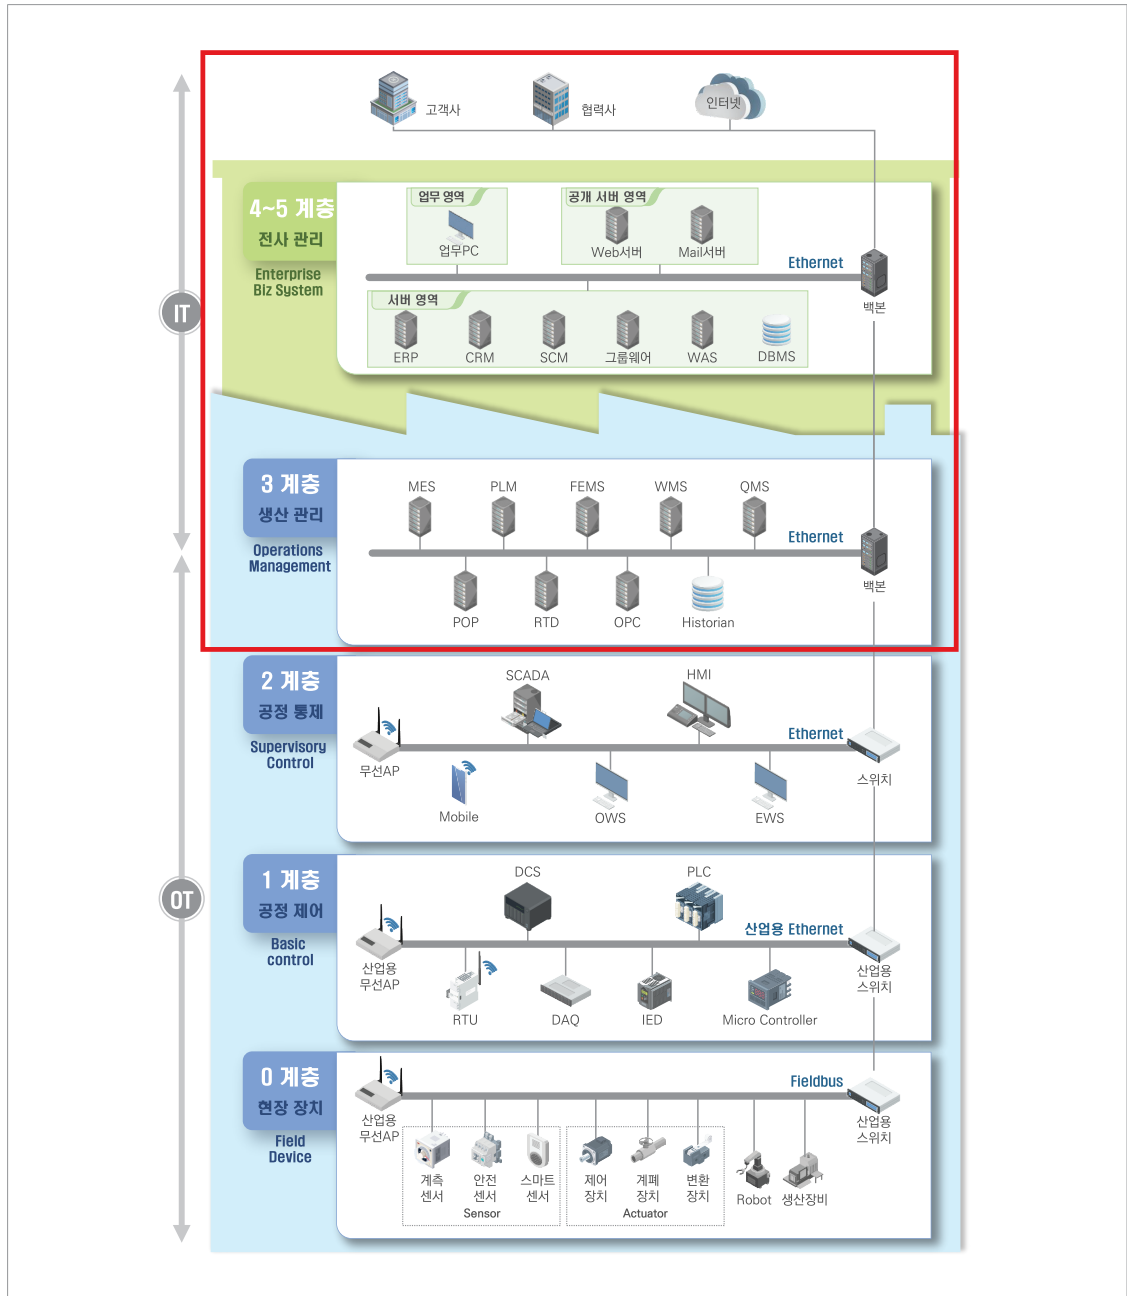 고객사
협력사
인터넷
4~5 계층
전사 관리
Enterprise
Biz System
업무 영역
업무PC
공개 서버 영역
Web서버
Mail서버
Ethernet
백본
서버 영역
ERP
CRM
SCM
그룹웨어
WAS
DBMS
IT
3 계층
생산 관리
Operations
Management
MES
PLM
FEMS
WMS
QMS
Ethernet
백본
POP
RTD
OPC
Historian
2 계층
공정 통제
Supervisory
Control
SCADA
HMI
Ethernet
무선AP
스위치
Mobile
OWS
EWS
OT
1 계층
공정 제어
Basic
control
DCS
PLC
산업용 Ethernet
산업용
무선AP
산업용
스위치
RTU
DAQ
IED
Micro Controller
0 계층
현장 장치
Field
Device
Fieldbus
산업용
무선AP
산업용
스위치
계측
센서
안전
센서
스마트
센서
Sensor
제어
장치
계폐
장치
변환
장치
Actuator
Robot
생산장비